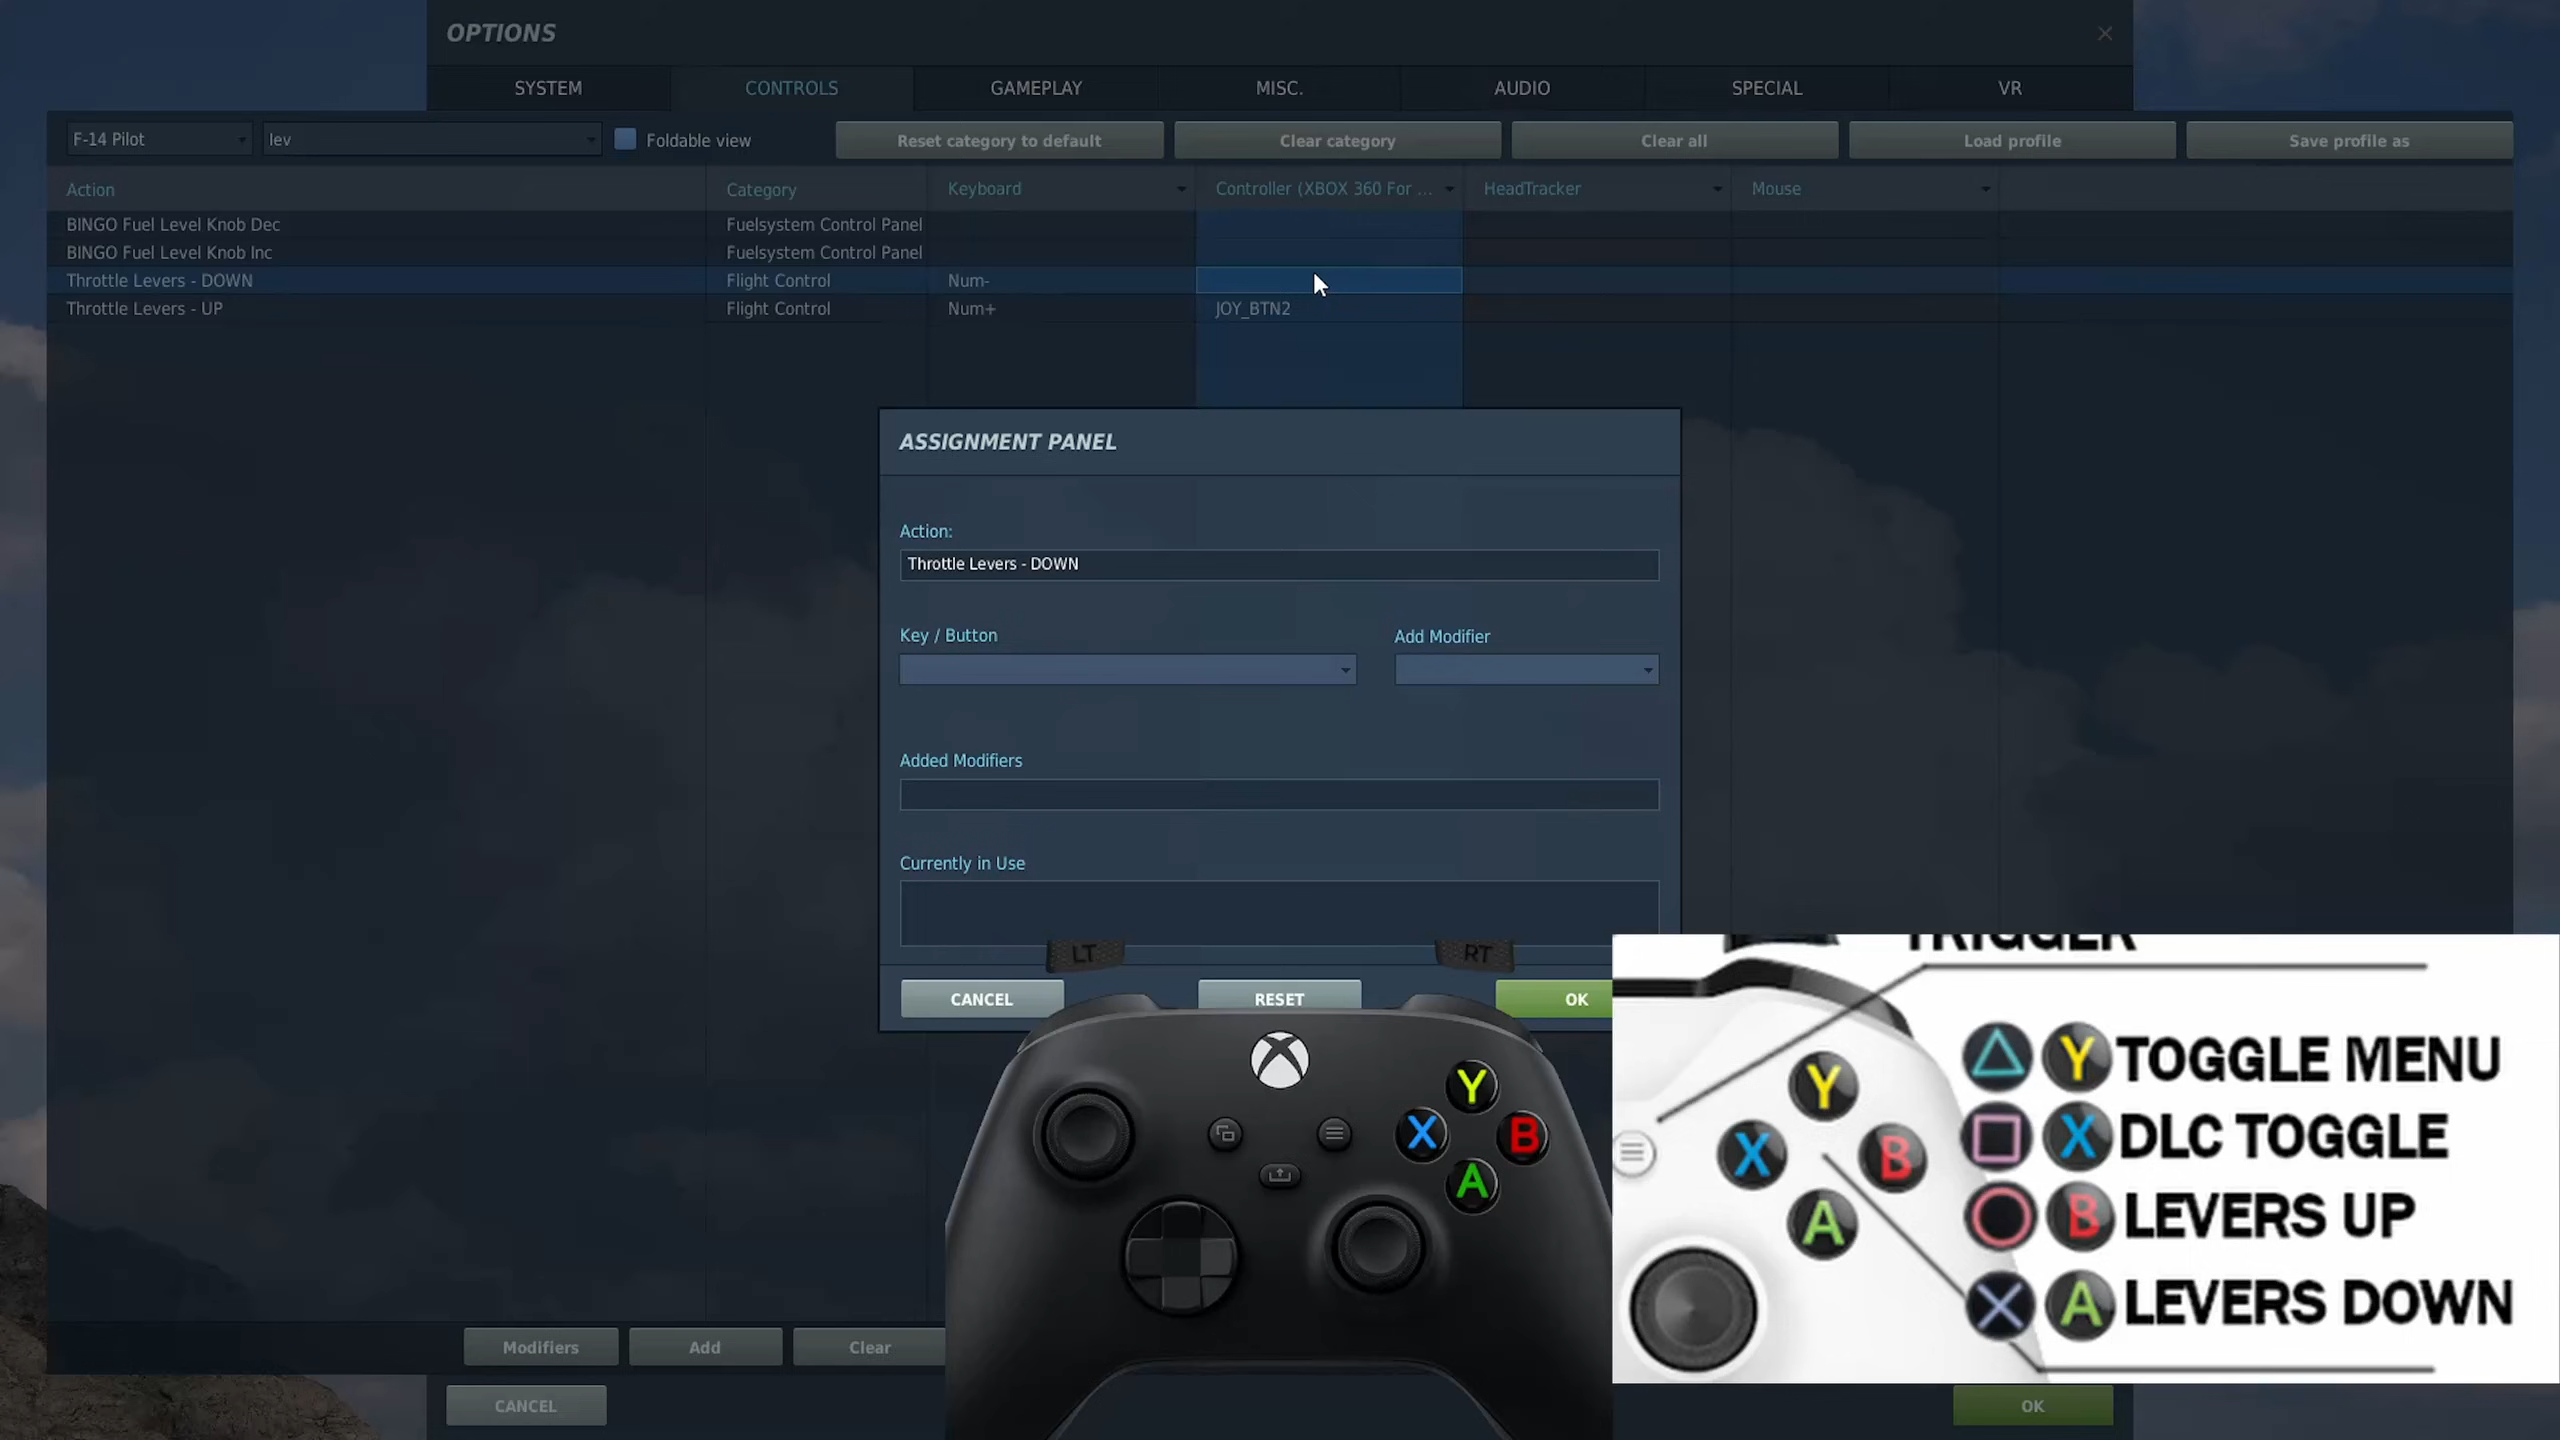 OPTIONS
SYSTEM CONTROLS GAMEPLAY MISC. AUDIO SPECIAL VR
F-14 Pilot lev Foldable view Reset category to default Clear category Clear all Load profile Save profile as
Action Category Keyboard Controller (XBOX 360 For ... HeadTracker Mouse
BINGO Fuel Level Knob Dec Fuelsystem Control Panel
BINGO Fuel Level Knob Inc Fuelsystem Control Panel
Throttle Levers - DOWN Flight Control Num-
Throttle Levers - UP Flight Control Num+ JOY_BTN2
ASSIGNMENT PANEL
Action:
Throttle Levers - DOWN
Key / Button Add Modifier
Added Modifiers
Currently in Use
LT RT
CANCEL RESET OK
Y
X B
A
TRIGGER
Y
X B
A
Y TOGGLE MENU
X DLC TOGGLE
B LEVERS UP
A LEVERS DOWN
Modifiers Add Clear
CANCEL OK